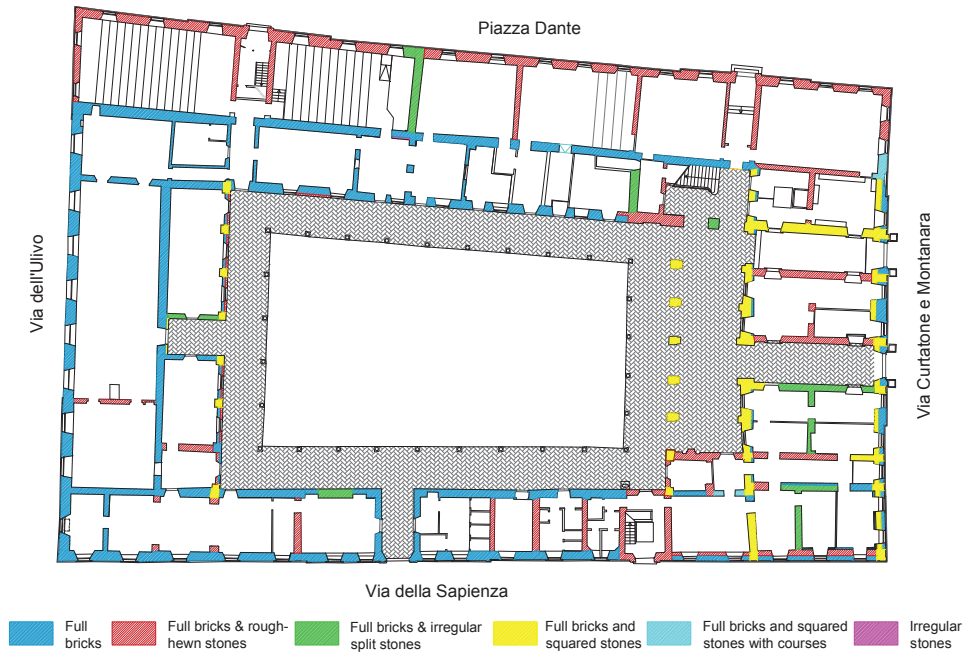 Piazza Dante
Via dell'Ulivo
Via Curtatone e Montanara
Via della Sapienza
Full
bricks
Full bricks & rough-
hewn stones
Full bricks & irregular
split stones
Full bricks and
squared stones
Full bricks and squared
stones with courses
Irregular
stones